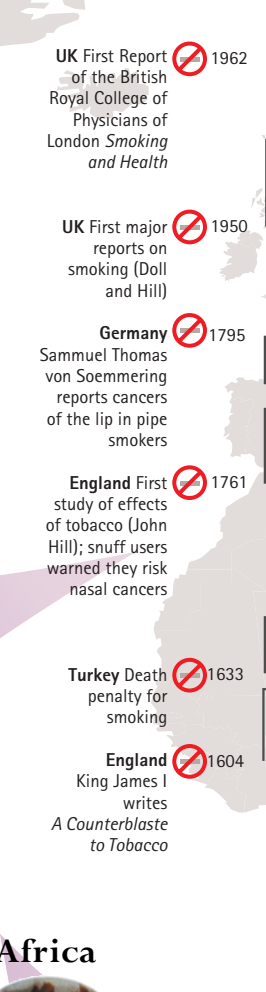 UK First Report 1962
of the British
Royal College of
Physicians of
London Smoking
and Health
UK First major 1950
reports on
smoking (Doll
and Hill)
Germany 1795
Sammuel Thomas
von Soemmering
reports cancers
of the lip in pipe
smokers
England First 1761
study of effects
of tobacco (John
Hill); snuff users
warned they risk
nasal cancers
Turkey Death 1633
penalty for
smoking
England 1604
King James I
writes
A Counterblaste
to Tobacco
Africa